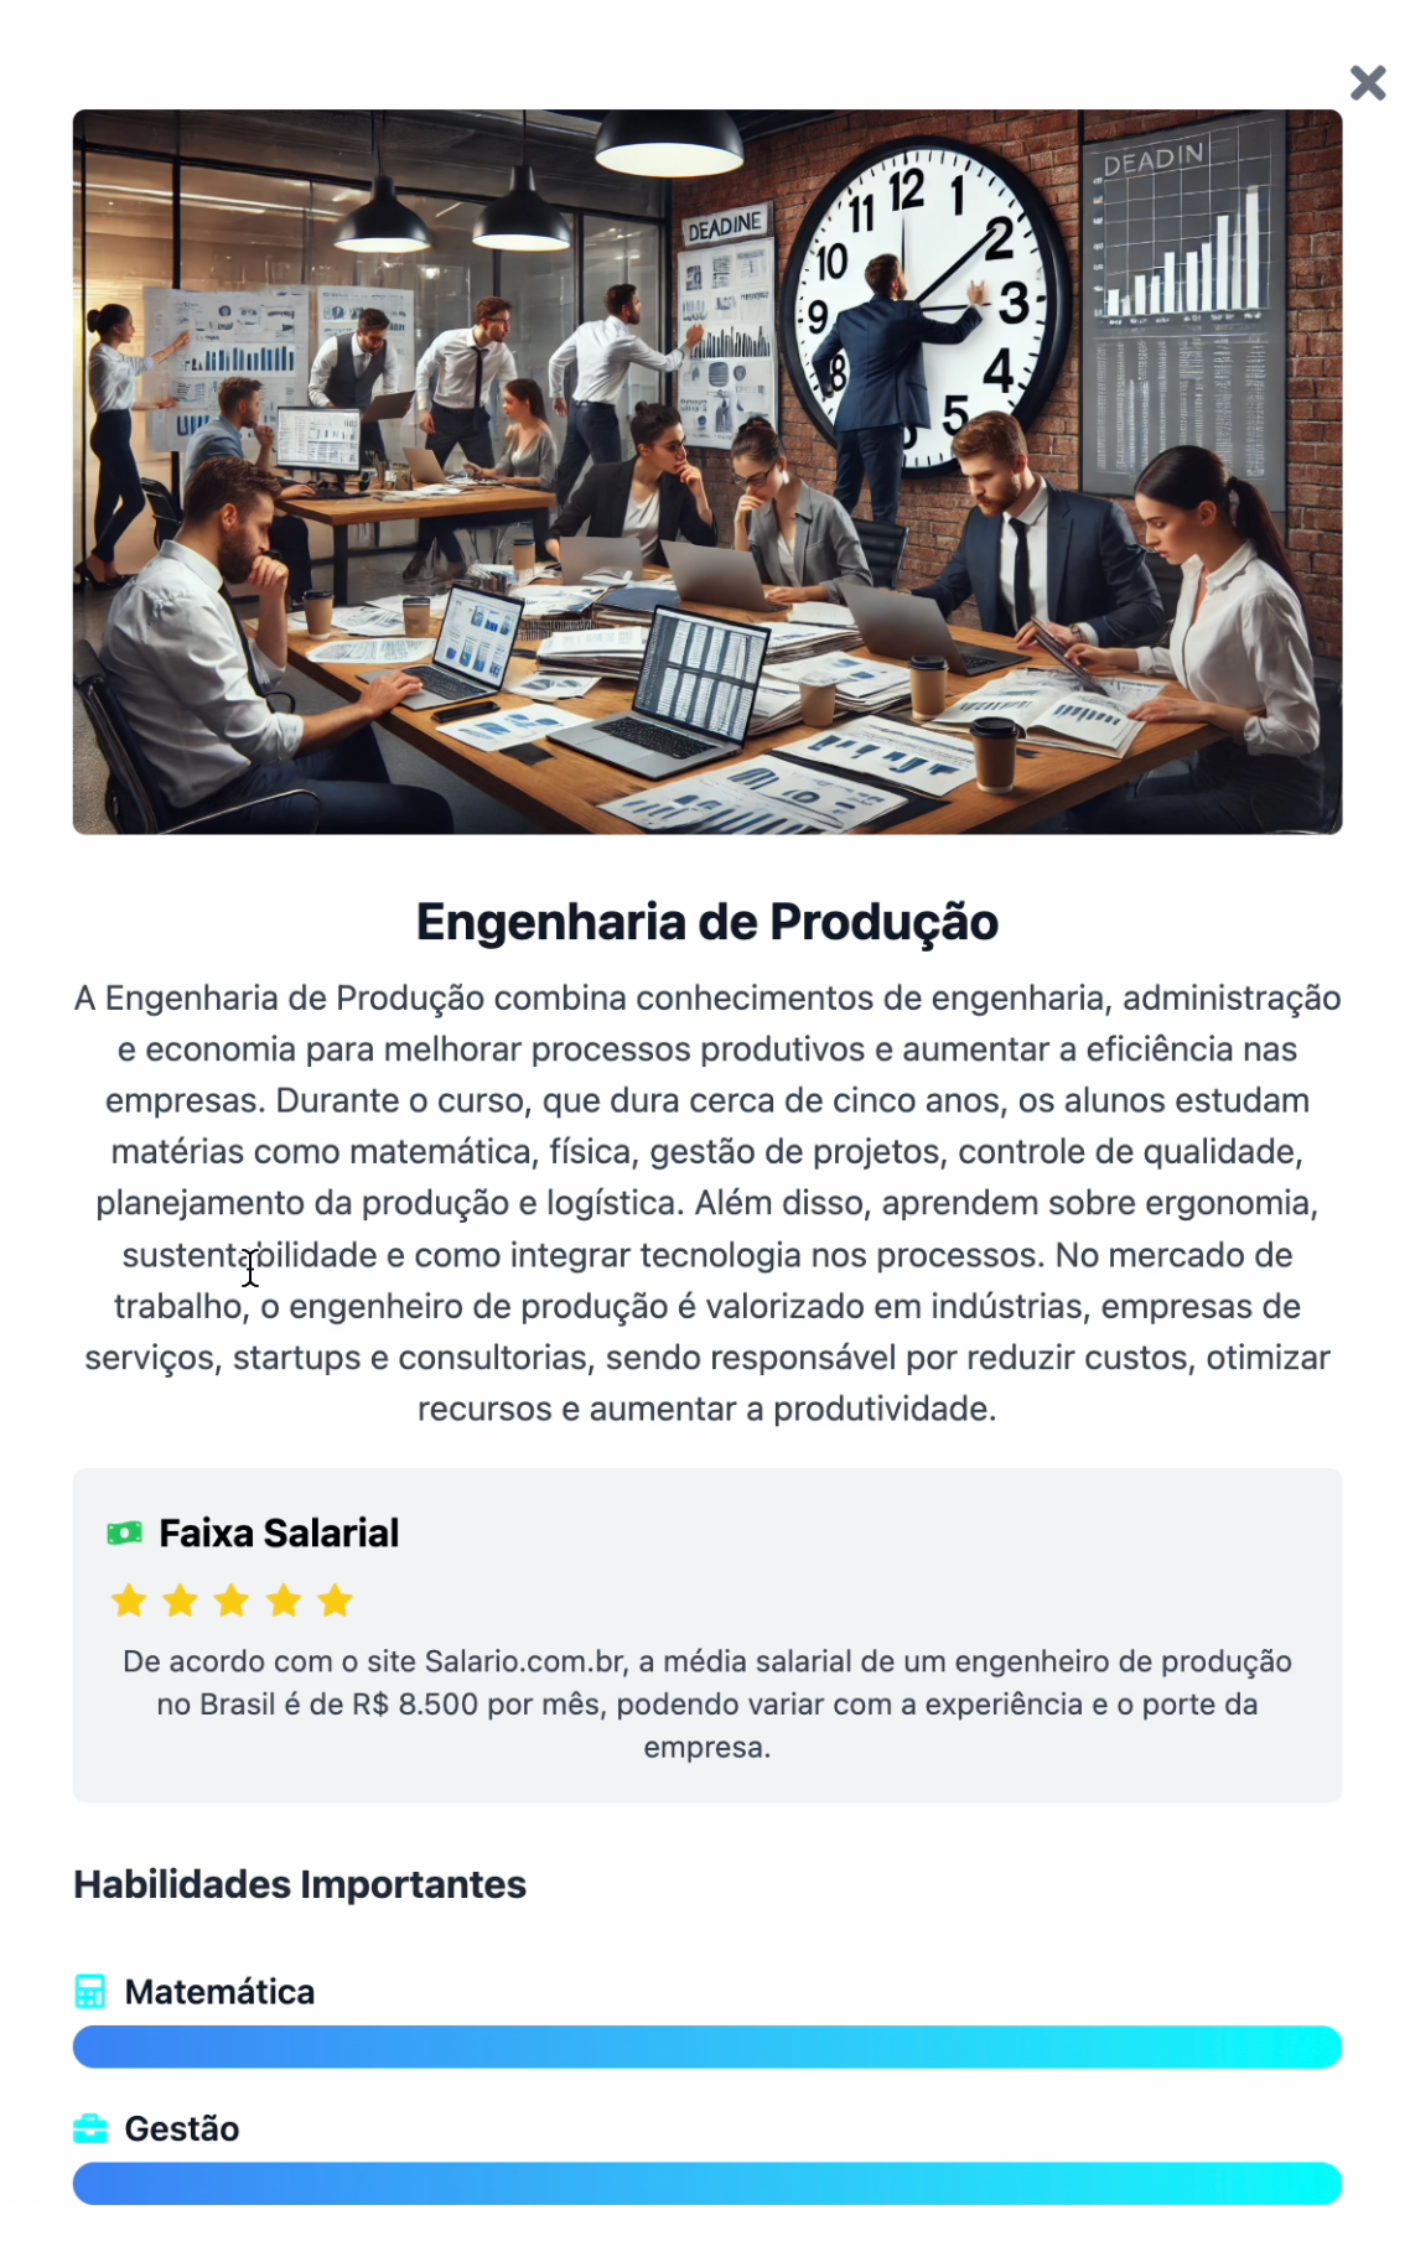 DEADINE
DEADIN
12
1
11
2
10
3
9
4
8
5
Engenharia de Produção
A Engenharia de Produção combina conhecimentos de engenharia, administração
e economia para melhorar processos produtivos e aumentar a eficiência nas
empresas. Durante o curso, que dura cerca de cinco anos, os alunos estudam
matérias como matemática, física, gestão de projetos, controle de qualidade,
planejamento da produção e logística. Além disso, aprendem sobre ergonomia,
sustentabilidade e como integrar tecnologia nos processos. No mercado de
trabalho, o engenheiro de produção é valorizado em indústrias, empresas de
serviços, startups e consultorias, sendo responsável por reduzir custos, otimizar
recursos e aumentar a produtividade.
Faixa Salarial
De acordo com o site Salario.com.br, a média salarial de um engenheiro de produção
no Brasil é de R$ 8.500 por mês, podendo variar com a experiência e o porte da
empresa.
Habilidades Importantes
Matemática
Gestão